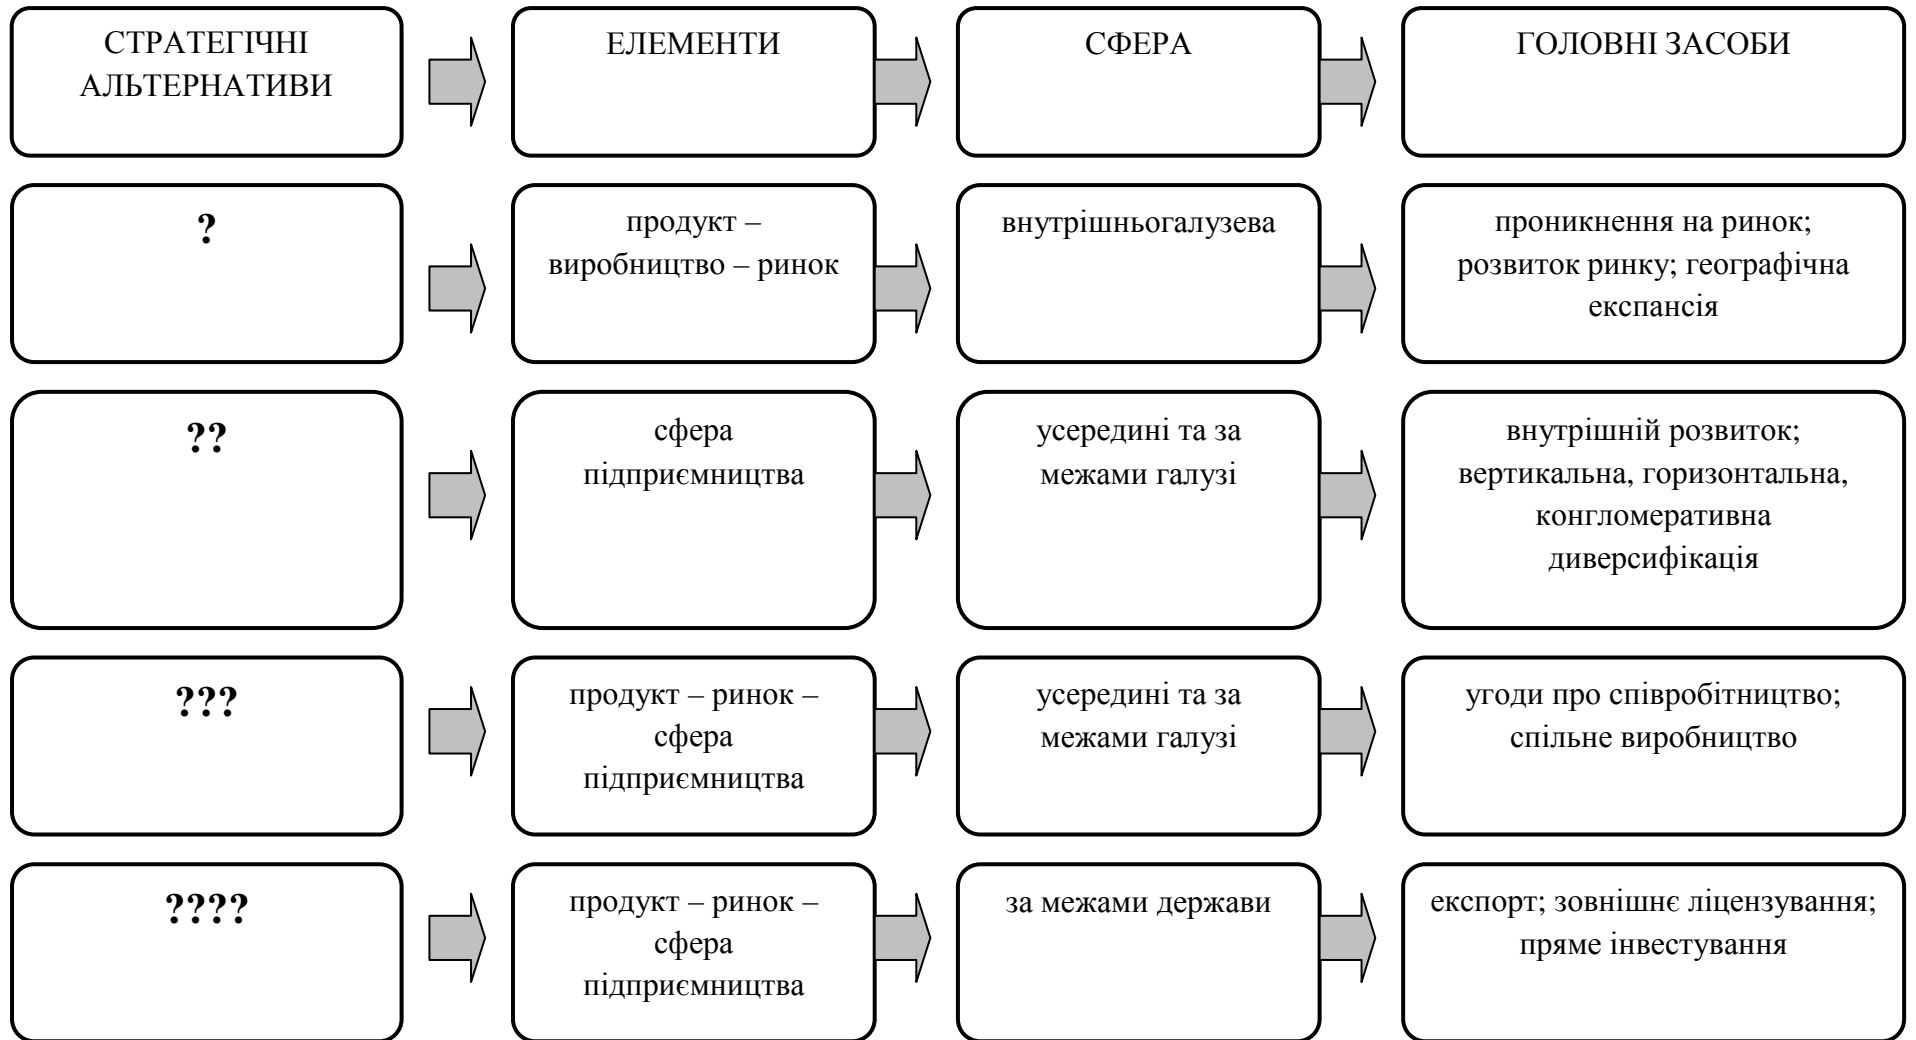 СТРАТЕГІЧНІ
АЛЬТЕРНАТИВИ
ЕЛЕМЕНТИ
СФЕРА
ГОЛОВНІ ЗАСОБИ
?
продукт –
виробництво – ринок
внутрішньогалузева
проникнення на ринок;
розвиток ринку; географічна
експансія
??
сфера
підприємництва
усередині та за
межами галузі
внутрішній розвиток;
вертикальна, горизонтальна,
конгломеративна
диверсифікація
???
продукт – ринок –
сфера
підприємництва
усередині та за
межами галузі
угоди про співробітництво;
спільне виробництво
????
продукт – ринок –
сфера
підприємництва
за межами держави
експорт; зовнішнє ліцензування;
пряме інвестування